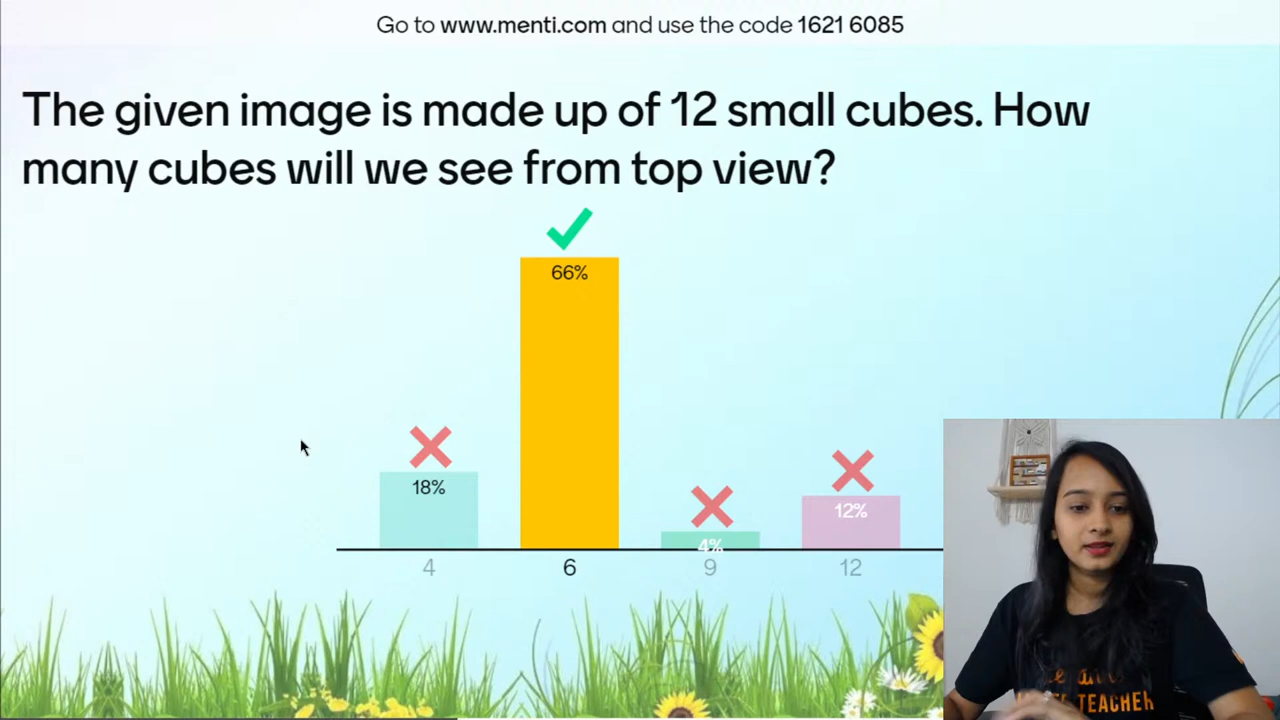 Go to www.menti.com and use the code 1621 6085
The given image is made up of 12 small cubes. How
many cubes will we see from top view?
66%
18%
12%
4%
4
6
9
12
TEACHER